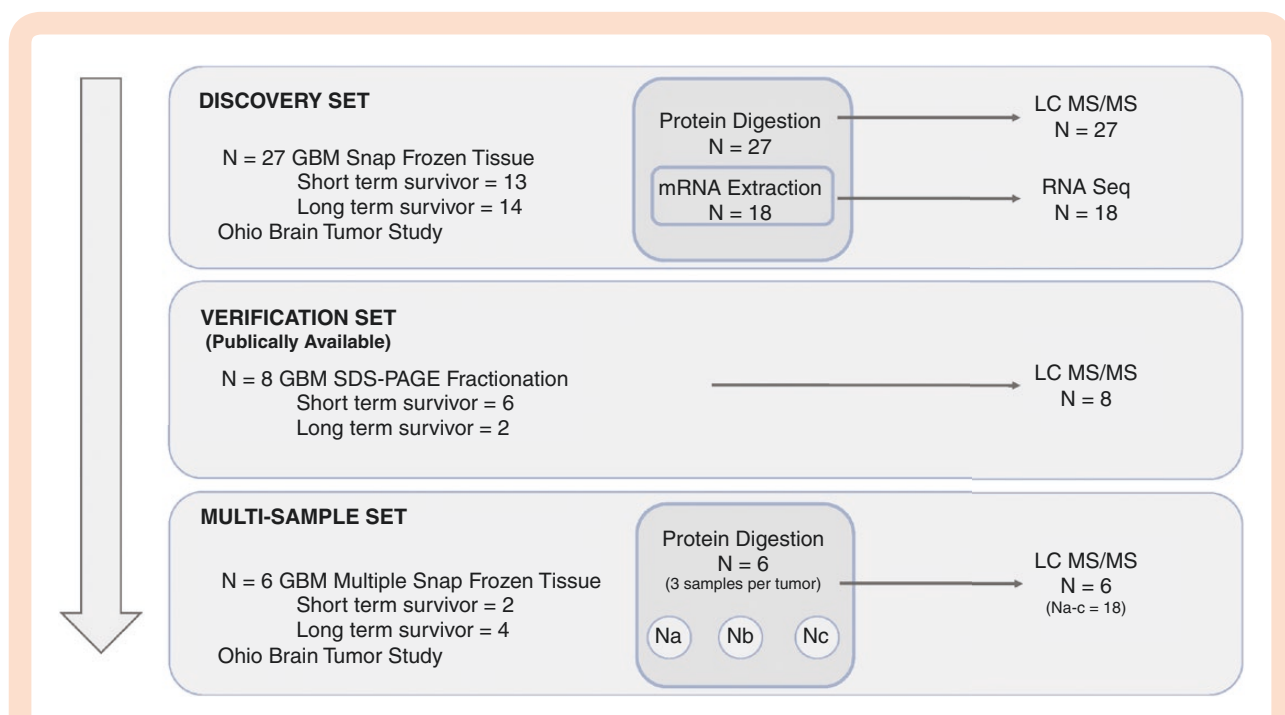 DISCOVERY SET
N = 27 GBM Snap Frozen Tissue
Short term survivor = 13
Long term survivor = 14
Ohio Brain Tumor Study
Protein Digestion
N = 27
mRNA Extraction
N = 18
LC MS/MS
N = 27
RNA Seq
N = 18
VERIFICATION SET
(Publically Available)
N = 8 GBM SDS-PAGE Fractionation
Short term survivor = 6
Long term survivor = 2
LC MS/MS
N = 8
MULTI-SAMPLE SET
N = 6 GBM Multiple Snap Frozen Tissue
Short term survivor = 2
Long term survivor = 4
Ohio Brain Tumor Study
Protein Digestion
N = 6
(3 samples per tumor)
Na Nb Nc
LC MS/MS
N = 6
(Na-c = 18)